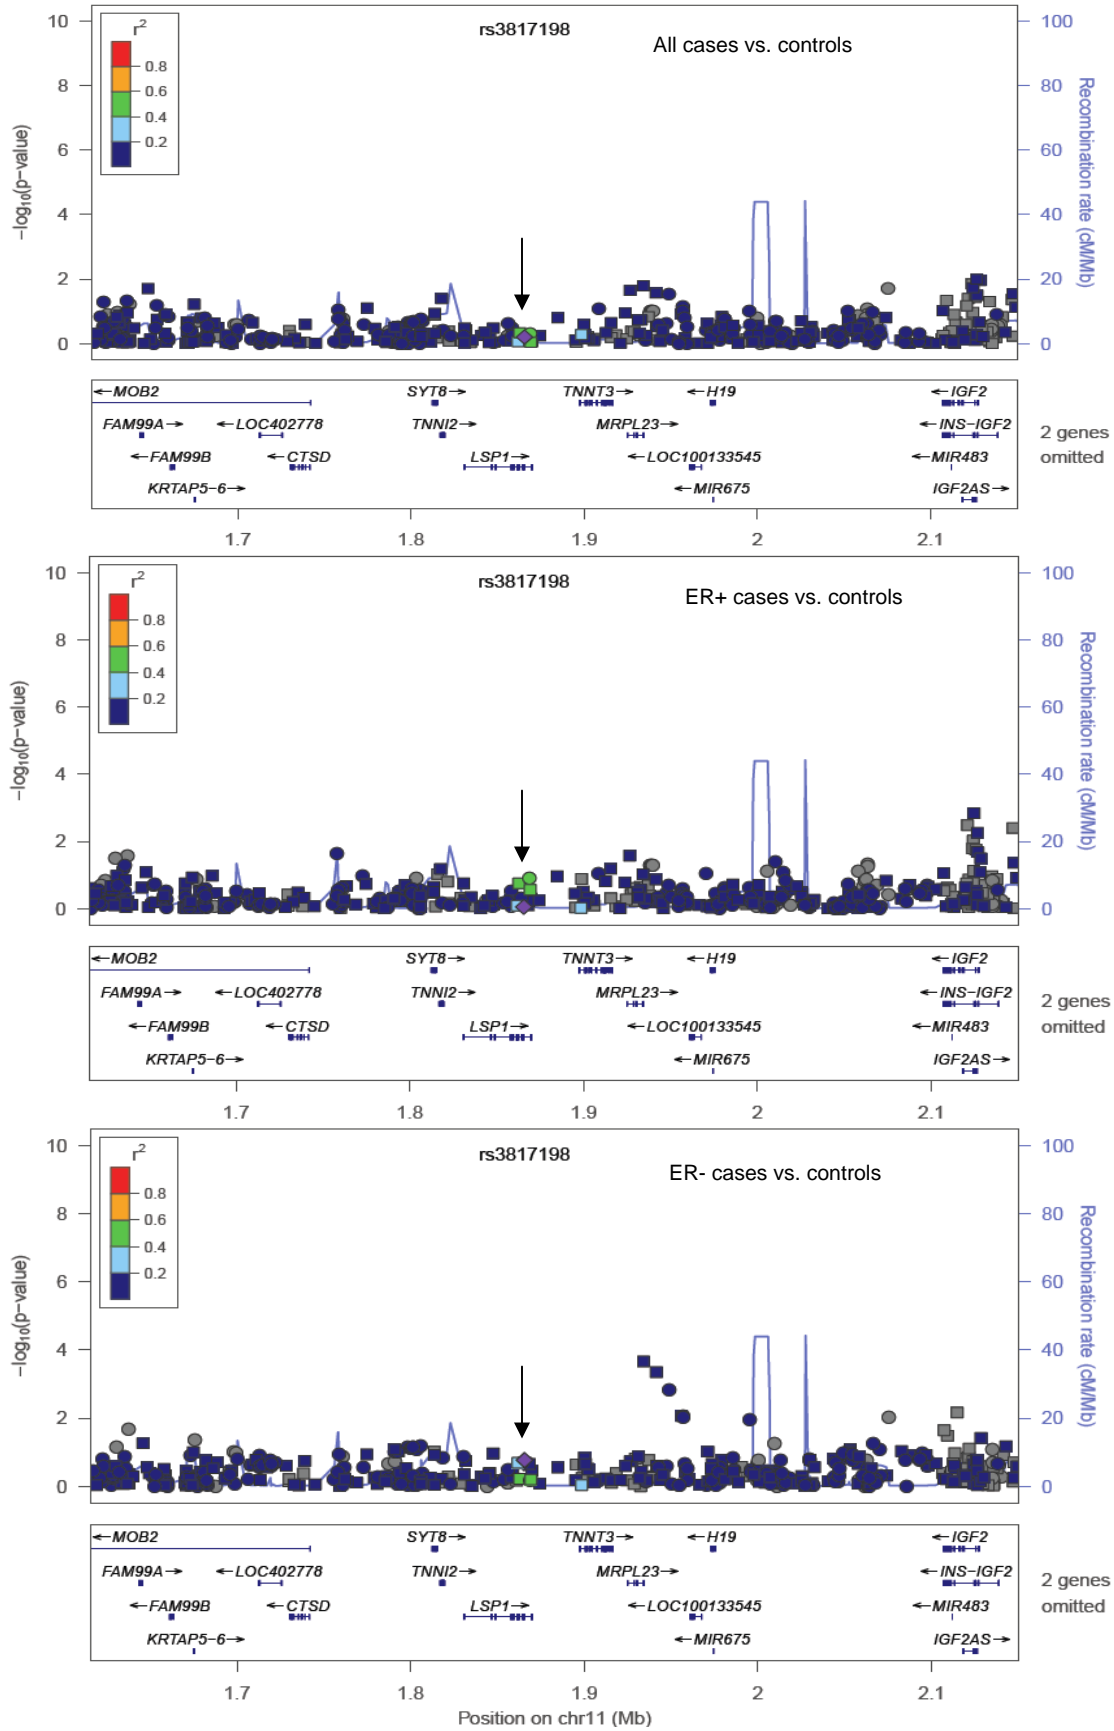 rs3817198
All cases vs. controls
r²
0.8
0.6
0.4
0.2
10
8
6
4
2
0
−log₁₀(p−value)
100
80
60
40
20
0
Recombination rate (cM/Mb)
←MOB2 SYT8→ TNNT3→ ←H19 ←IGF2
FAM99A→ ←LOC402778 TNNI2→ MRPL23→ ←INS−IGF2
←FAM99B ←CTSD LSP1→ ←LOC100133545 ←MIR483
KRTAP5−6→ ←MIR675 IGF2AS→
2 genes
omitted
1.7 1.8 1.9 2 2.1
rs3817198
ER+ cases vs. controls
r²
0.8
0.6
0.4
0.2
10
8
6
4
2
0
−log₁₀(p−value)
100
80
60
40
20
0
Recombination rate (cM/Mb)
←MOB2 SYT8→ TNNT3→ ←H19 ←IGF2
FAM99A→ ←LOC402778 TNNI2→ MRPL23→ ←INS−IGF2
←FAM99B ←CTSD LSP1→ ←LOC100133545 ←MIR483
KRTAP5−6→ ←MIR675 IGF2AS→
2 genes
omitted
1.7 1.8 1.9 2 2.1
rs3817198
ER- cases vs. controls
r²
0.8
0.6
0.4
0.2
10
8
6
4
2
0
−log₁₀(p−value)
100
80
60
40
20
0
Recombination rate (cM/Mb)
←MOB2 SYT8→ TNNT3→ ←H19 ←IGF2
FAM99A→ ←LOC402778 TNNI2→ MRPL23→ ←INS−IGF2
←FAM99B ←CTSD LSP1→ ←LOC100133545 ←MIR483
KRTAP5−6→ ←MIR675 IGF2AS→
2 genes
omitted
1.7 1.8 1.9 2 2.1
Position on chr11 (Mb)